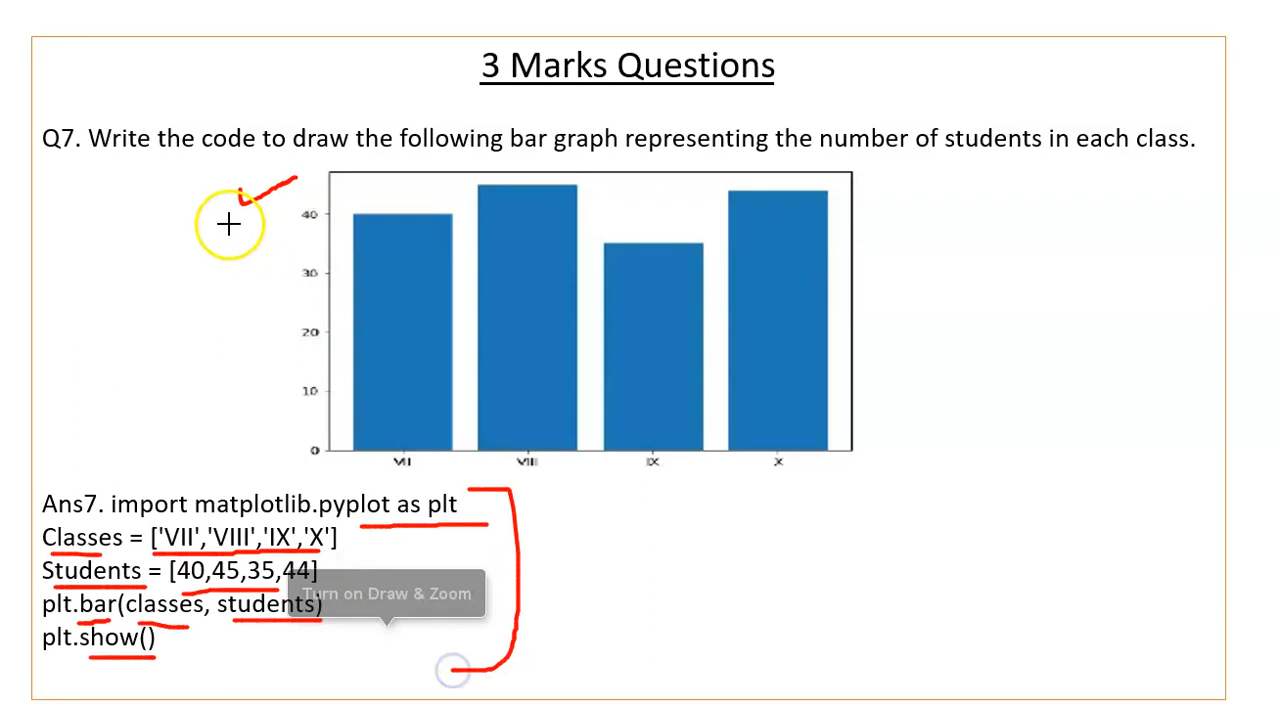 3 Marks Questions
Q7. Write the code to draw the following bar graph representing the number of students in each class.
40
30
20
10
0
VII VIII IX X
Ans7. import matplotlib.pyplot as plt
Classes = ['VII','VIII','IX','X']
Students = [40,45,35,44]
Turn on Draw & Zoom
plt.bar(classes, students)
plt.show()